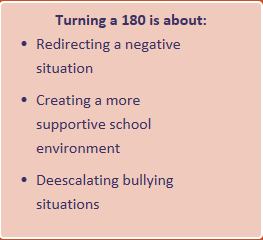 Turning a 180 is about:
• Redirecting a negative
situation
• Creating a more
supportive school
environment
• Deescalating bullying
situations